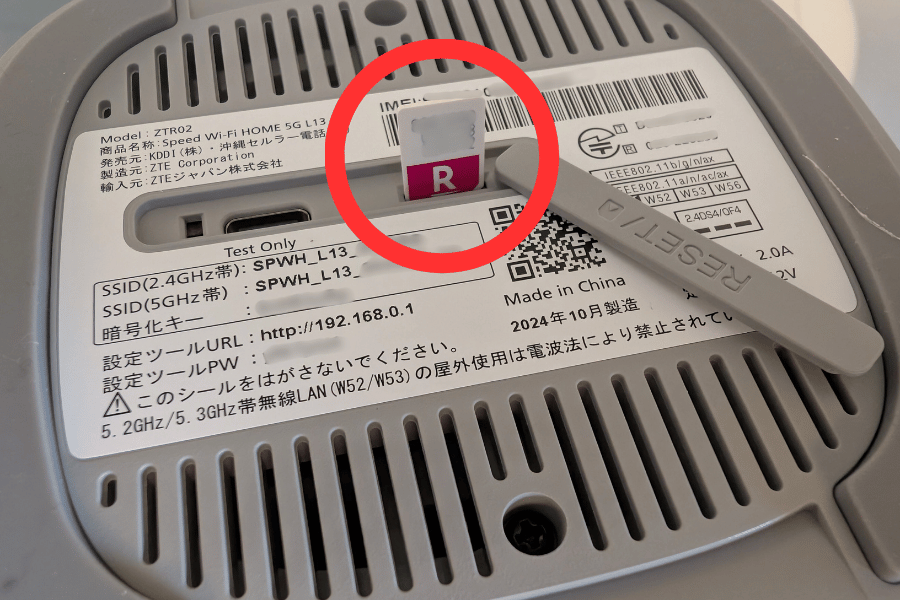 Model : ZTR02
商品名称: Speed Wi-Fi HOME 5G L13
発売元: KDDI(株)・沖縄セルラー電話
製造元: ZTE Corporation
輸入元: ZTEジャパン株式会社
IMEI:
R
IEEE802.11b/g/n/ax
IEEE802.11a/n/ac/ax
W52 W53 W56
2.4DS4/OF4
RESET/
Test Only
SSID(2.4GHz帯): SPWH_L13_
SSID(5GHz帯) : SPWH_L13_
暗号化キー :
設定ツールURL : http://192.168.0.1
設定ツールPW :
Made in China
2024年10月製造
2.0A
2V
このシールをはがさないでください。
5.2GHz/5.3GHz帯無線LAN(W52/W53)の屋外使用は電波法により禁止されてい